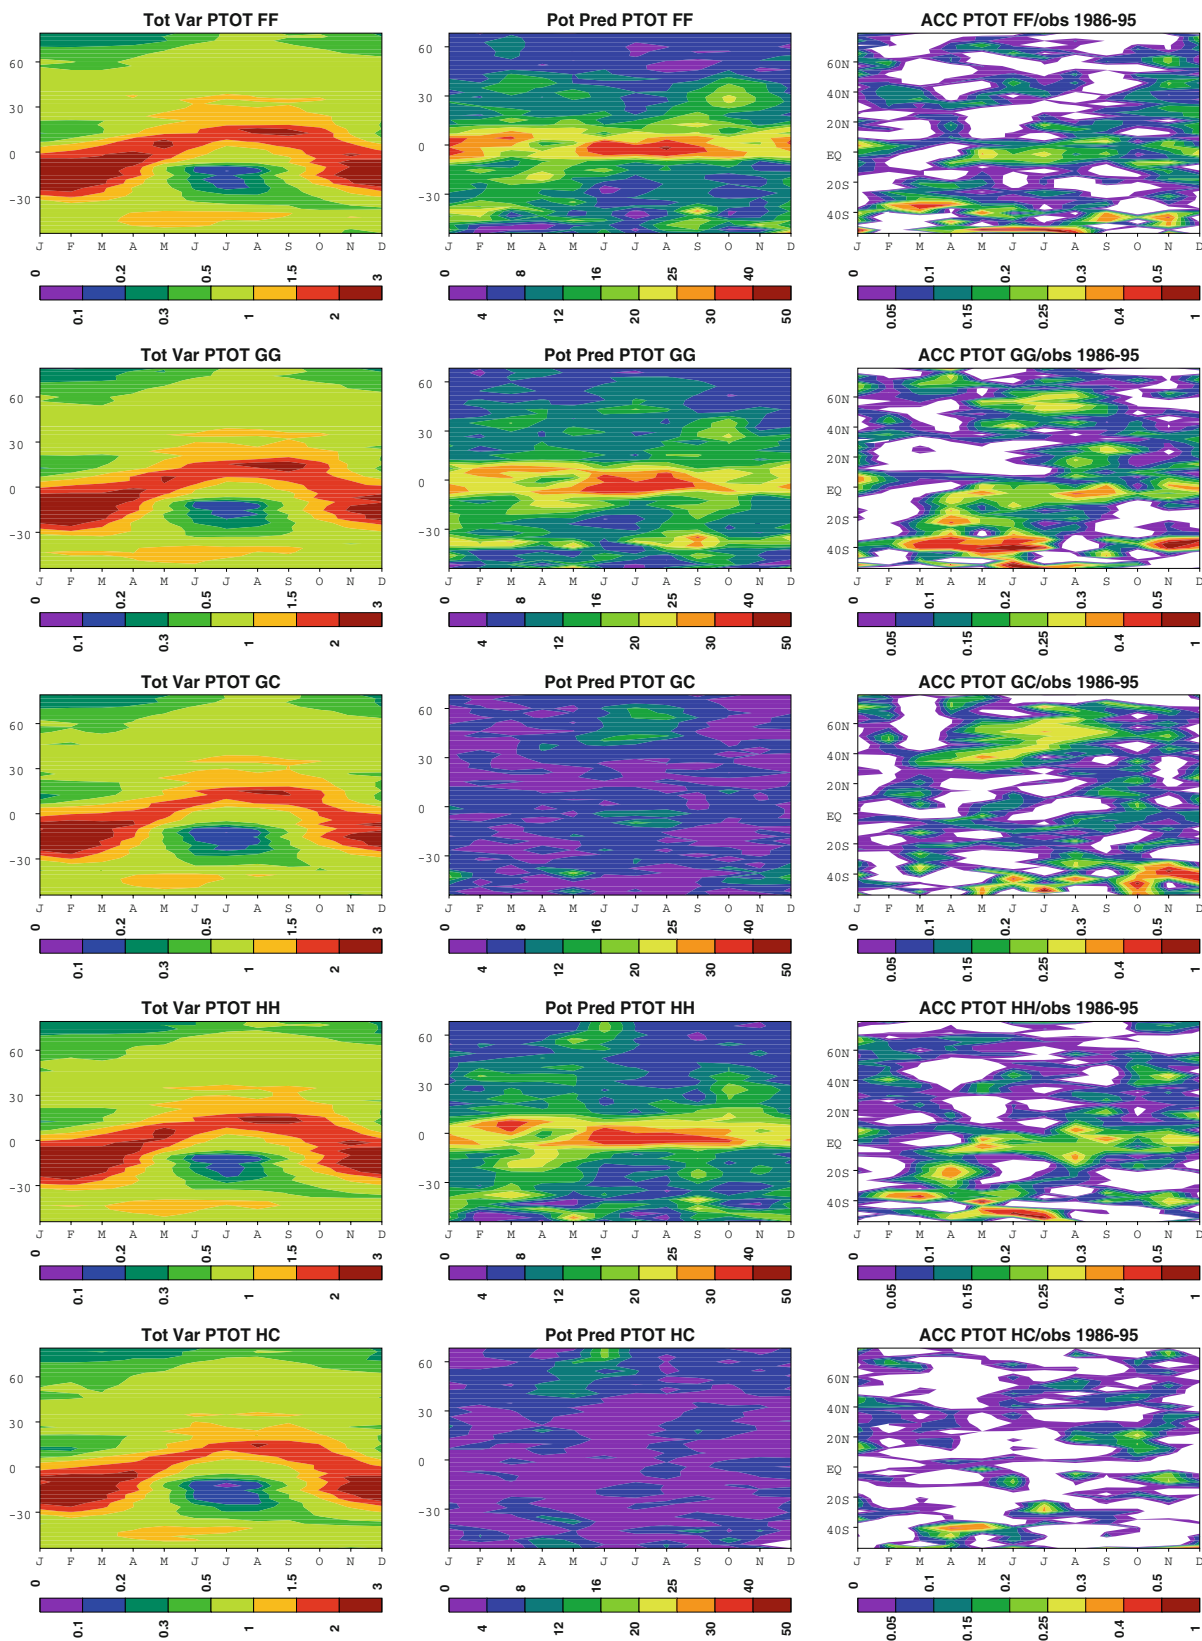 Tot Var PTOT FF
Pot Pred PTOT FF
ACC PTOT FF/obs 1986-95
60
30
0
-30
60
30
0
-30
60N
40N
20N
EQ
20S
40S
J F M A M J J A S O N D
J F M A M J J A S O N D
J F M A M J J A S O N D
0 0.2 0.5 1.5 3
0 8 16 25 40
0 0.1 0.2 0.3 0.5
0.1 0.3 1 2
4 12 20 30 50
0.05 0.15 0.25 0.4 1
Tot Var PTOT GG
Pot Pred PTOT GG
ACC PTOT GG/obs 1986-95
60
30
0
-30
60
30
0
-30
60N
40N
20N
EQ
20S
40S
J F M A M J J A S O N D
J F M A M J J A S O N D
J F M A M J J A S O N D
0 0.2 0.5 1.5 3
0 8 16 25 40
0 0.1 0.2 0.3 0.5
0.1 0.3 1 2
4 12 20 30 50
0.05 0.15 0.25 0.4 1
Tot Var PTOT GC
Pot Pred PTOT GC
ACC PTOT GC/obs 1986-95
60
30
0
-30
60
30
0
-30
60N
40N
20N
EQ
20S
40S
J F M A M J J A S O N D
J F M A M J J A S O N D
J F M A M J J A S O N D
0 0.2 0.5 1.5 3
0 8 16 25 40
0 0.1 0.2 0.3 0.5
0.1 0.3 1 2
4 12 20 30 50
0.05 0.15 0.25 0.4 1
Tot Var PTOT HH
Pot Pred PTOT HH
ACC PTOT HH/obs 1986-95
60
30
0
-30
60
30
0
-30
60N
40N
20N
EQ
20S
40S
J F M A M J J A S O N D
J F M A M J J A S O N D
J F M A M J J A S O N D
0 0.2 0.5 1.5 3
0 8 16 25 40
0 0.1 0.2 0.3 0.5
0.1 0.3 1 2
4 12 20 30 50
0.05 0.15 0.25 0.4 1
Tot Var PTOT HC
Pot Pred PTOT HC
ACC PTOT HC/obs 1986-95
60
30
0
-30
60
30
0
-30
60N
40N
20N
EQ
20S
40S
J F M A M J J A S O N D
J F M A M J J A S O N D
J F M A M J J A S O N D
0 0.2 0.5 1.5 3
0 8 16 25 40
0 0.1 0.2 0.3 0.5
0.1 0.3 1 2
4 12 20 30 50
0.05 0.15 0.25 0.4 1